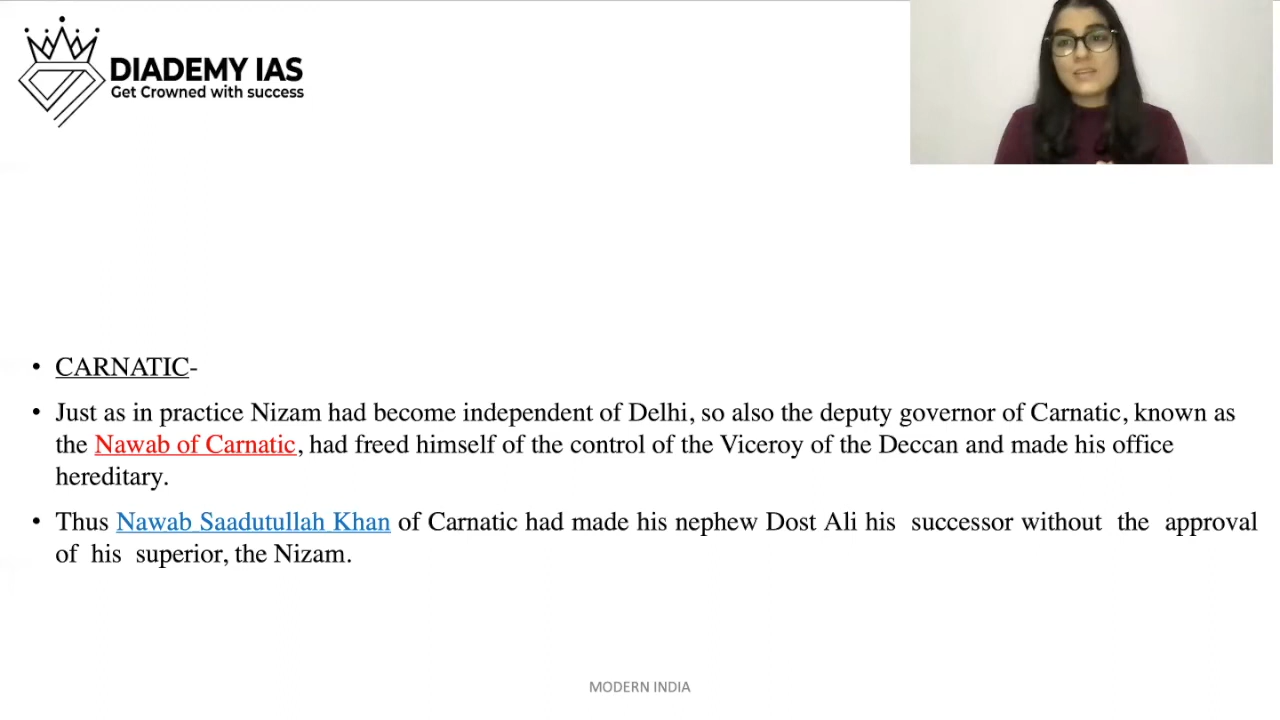 DIADEMY IAS
Get Crowned with success
• CARNATIC-
• Just as in practice Nizam had become independent of Delhi, so also the deputy governor of Carnatic, known as
the Nawab of Carnatic, had freed himself of the control of the Viceroy of the Deccan and made his office
hereditary.
• Thus Nawab Saadutullah Khan of Carnatic had made his nephew Dost Ali his successor without the approval
of his superior, the Nizam.
MODERN INDIA